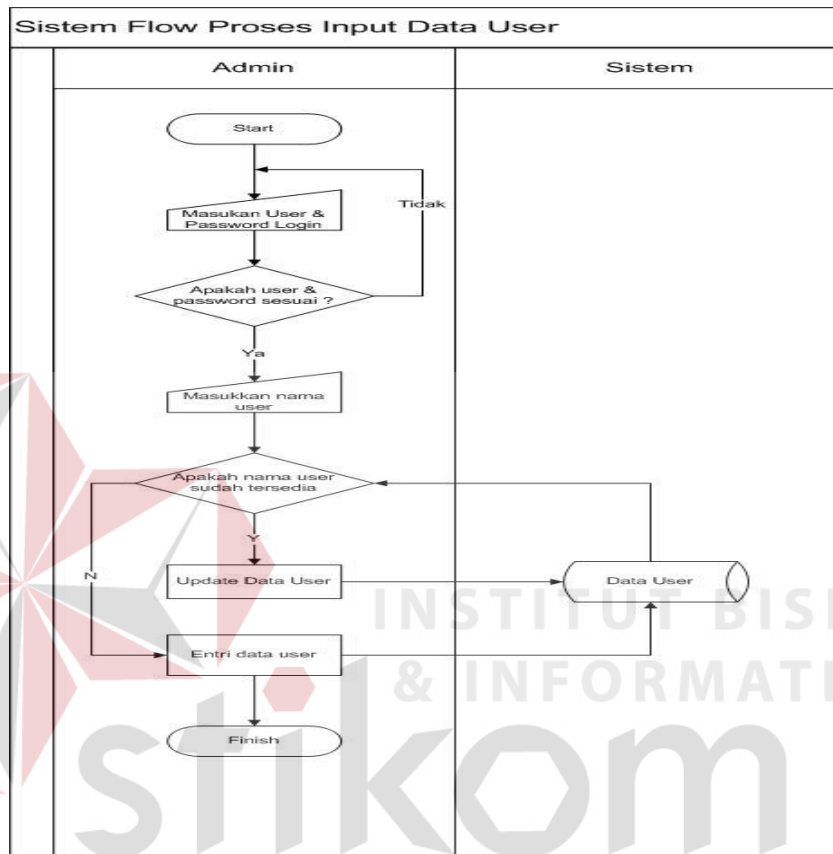 Sistem Flow Proses Input Data User
Admin
Sistem
Start
Masukan User &
Password Login
Tidak
Apakah user &
password sesuai ?
Ya
Masukkan nama
user
Apakah nama user
sudah tersedia
Y
N
Update Data User
Data User
Entri data user
Finish
INSTITUT BISI
& INFORMATI
stikom